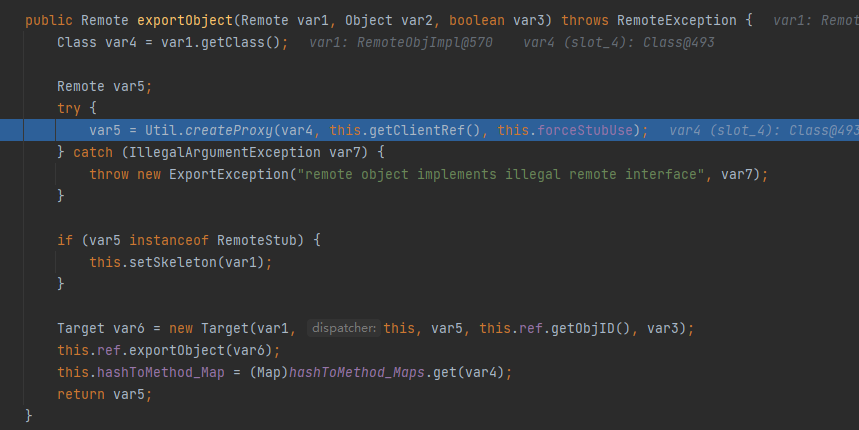 public Remote exportObject(Remote var1, Object var2, boolean var3) throws RemoteException {   var1: Remot
    Class var4 = var1.getClass();   var1: RemoteObjImpl@570    var4 (slot_4): Class@493
    Remote var5;
    try {
        var5 = Util.createProxy(var4, this.getClientRef(), this.forceStubUse);   var4 (slot_4): Class@493
    } catch (IllegalArgumentException var7) {
        throw new ExportException("remote object implements illegal remote interface", var7);
    }
    if (var5 instanceof RemoteStub) {
        this.setSkeleton(var1);
    }
    Target var6 = new Target(var1, dispatcher: this, var5, this.ref.getObjID(), var3);
    this.ref.exportObject(var6);
    this.hashToMethod_Map = (Map)hashToMethod_Maps.get(var4);
    return var5;
}